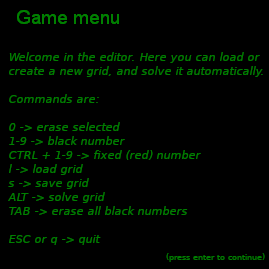 Game menu
Welcome in the editor. Here you can load or
create a new grid, and solve it automatically.
Commands are:
0 -> erase selected
1-9 -> black number
CTRL + 1-9 -> fixed (red) number
l -> load grid
s -> save grid
ALT -> solve grid
TAB -> erase all black numbers
ESC or q -> quit
(press enter to continue)